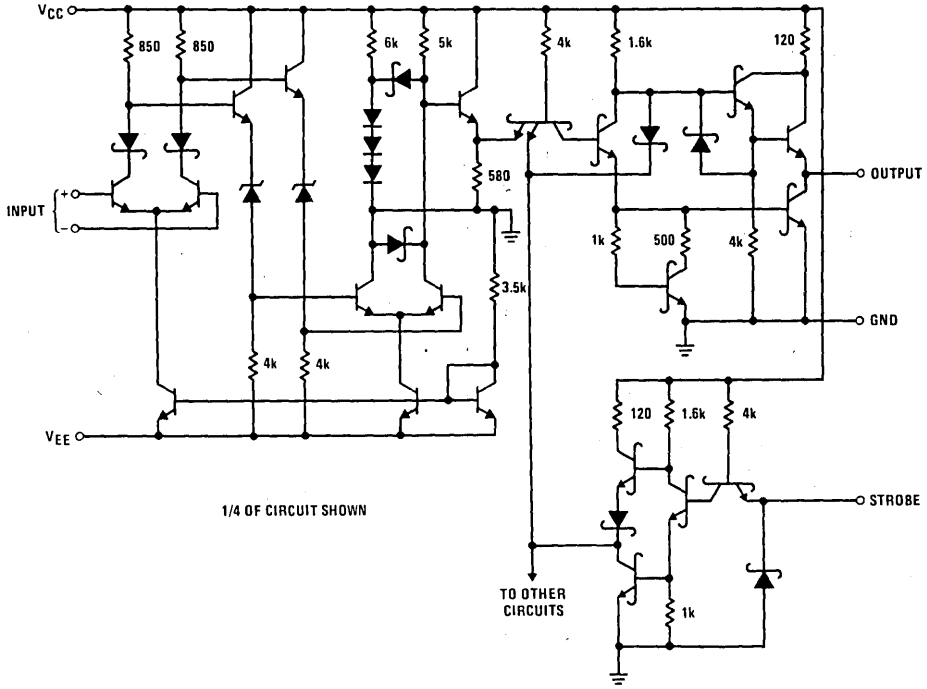 VCC
850
850
6k
5k
4k
1.6k
120
580
INPUT
+
−
OUTPUT
1k
500
4k
3.5k
4k
4k
GND
VEE
120
1.6k
4k
1/4 OF CIRCUIT SHOWN
STROBE
TO OTHER
CIRCUITS
1k